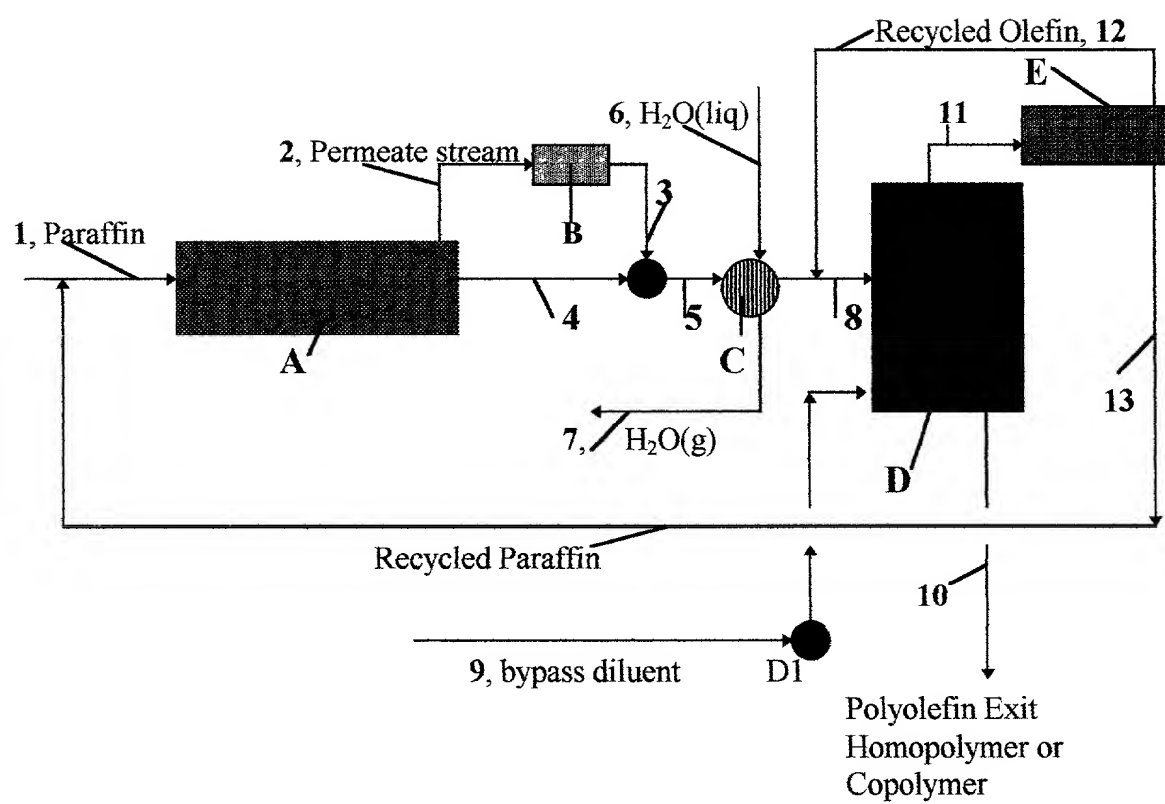 Recycled Olefin, 12
E
6, H₂O(liq)
11
2, Permeate stream
3
B
1, Paraffin
4
5
8
A
C
13
7, H₂O(g)
D
Recycled Paraffin
10
9, bypass diluent
D1
Polyolefin Exit
Homopolymer or
Copolymer